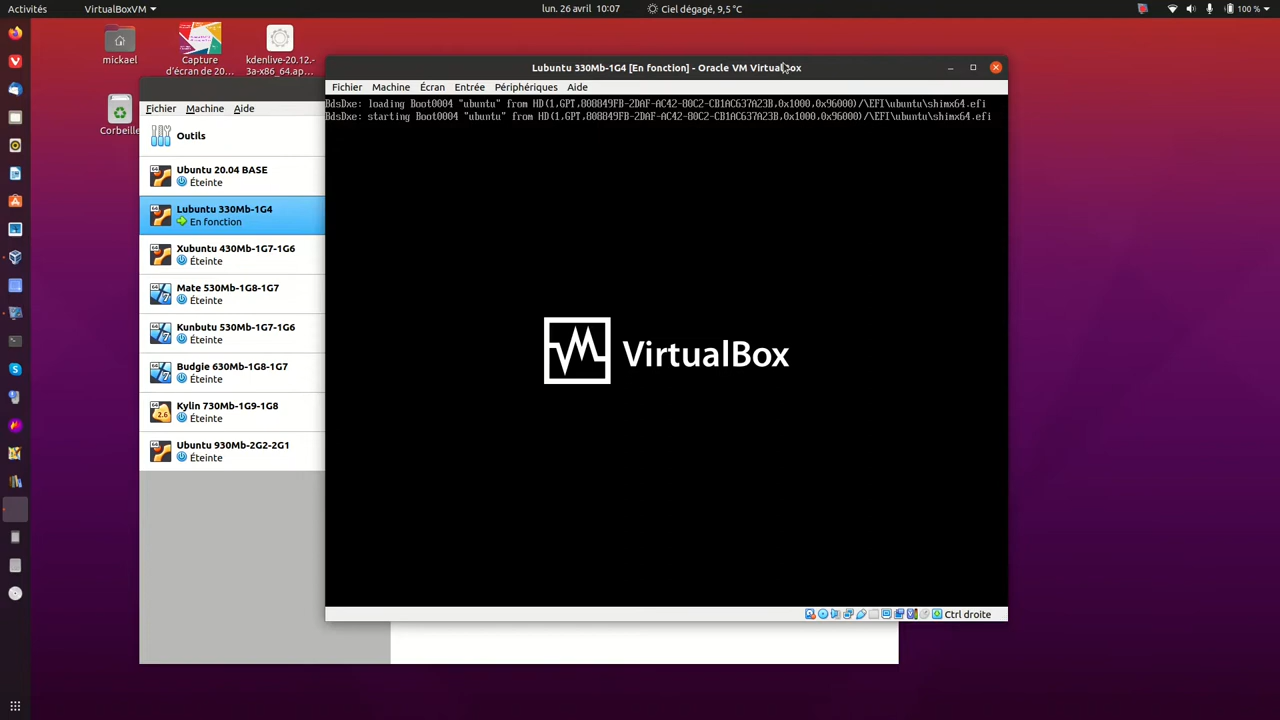 Activités
VirtualBoxVM
lun. 26 avril 10:07
Ciel dégagé, 9,5 °C
100 %
mickael
Capture
d'écran de 20...
kdenlive-20.12.-
3a-x86_64.ap...
Corbeille
Fichier Machine Aide
Outils
Ubuntu 20.04 BASE
Éteinte
Lubuntu 330Mb-1G4
En fonction
Xubuntu 430Mb-1G7-1G6
Éteinte
Mate 530Mb-1G8-1G7
Éteinte
Kunbutu 530Mb-1G7-1G6
Éteinte
Budgie 630Mb-1G8-1G7
Éteinte
Kylin 730Mb-1G9-1G8
Éteinte
Ubuntu 930Mb-2G2-2G1
Éteinte
Lubuntu 330Mb-1G4 [En fonction] - Oracle VM VirtualBox
Fichier Machine Écran Entrée Périphériques Aide
BdsDxe: loading Boot0004 "ubuntu" from HD(1,GPT,808849FB-2DAF-AC42-80C2-CB1AC637A23B,0x1000,0x96000)/\EFI\ubuntu\shimx64.efi
BdsDxe: starting Boot0004 "ubuntu" from HD(1,GPT,808849FB-2DAF-AC42-80C2-CB1AC637A23B,0x1000,0x96000)/\EFI\ubuntu\shimx64.efi
VirtualBox
Ctrl droite